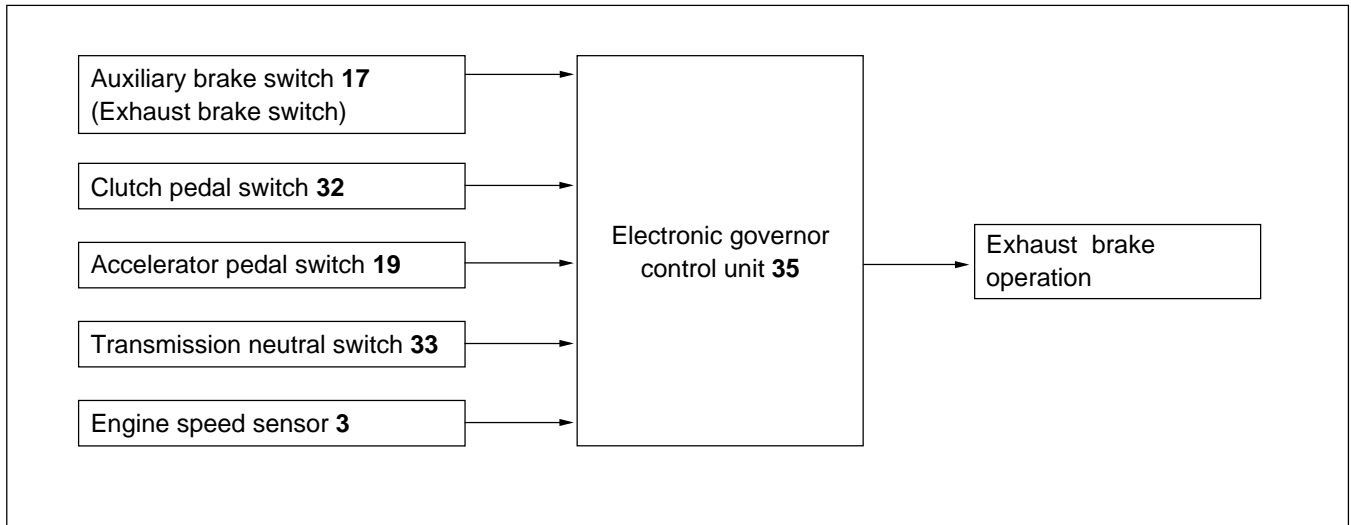 Auxiliary brake switch 17
(Exhaust brake switch)
Clutch pedal switch 32
Accelerator pedal switch 19
Transmission neutral switch 33
Engine speed sensor 3
Electronic governor
control unit 35
Exhaust brake
operation